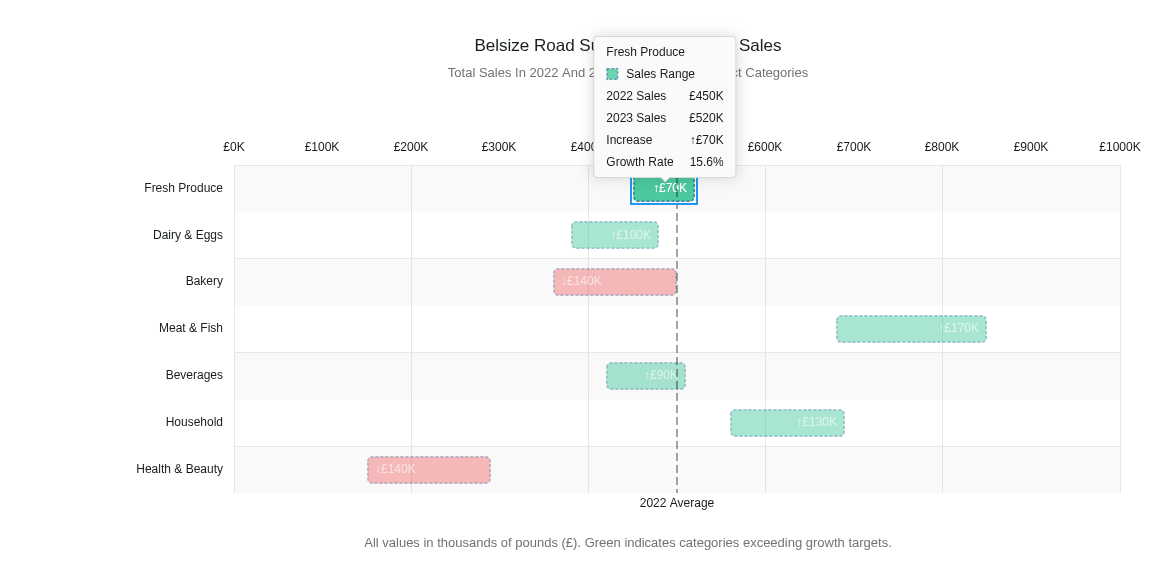 Belsize Road Su Sales
Total Sales In 2022 And 2 ct Categories
Fresh Produce
Sales Range
2022 Sales £450K
2023 Sales £520K
Increase ↑£70K
Growth Rate 15.6%
£0K £100K £200K £300K £40 £600K £700K £800K £900K £1000K
Fresh Produce ↑£70K
Dairy & Eggs ↑£100K
Bakery ↓£140K
Meat & Fish ↑£170K
Beverages ↑£90K
Household ↑£130K
Health & Beauty ↓£140K
2022 Average
All values in thousands of pounds (£). Green indicates categories exceeding growth targets.